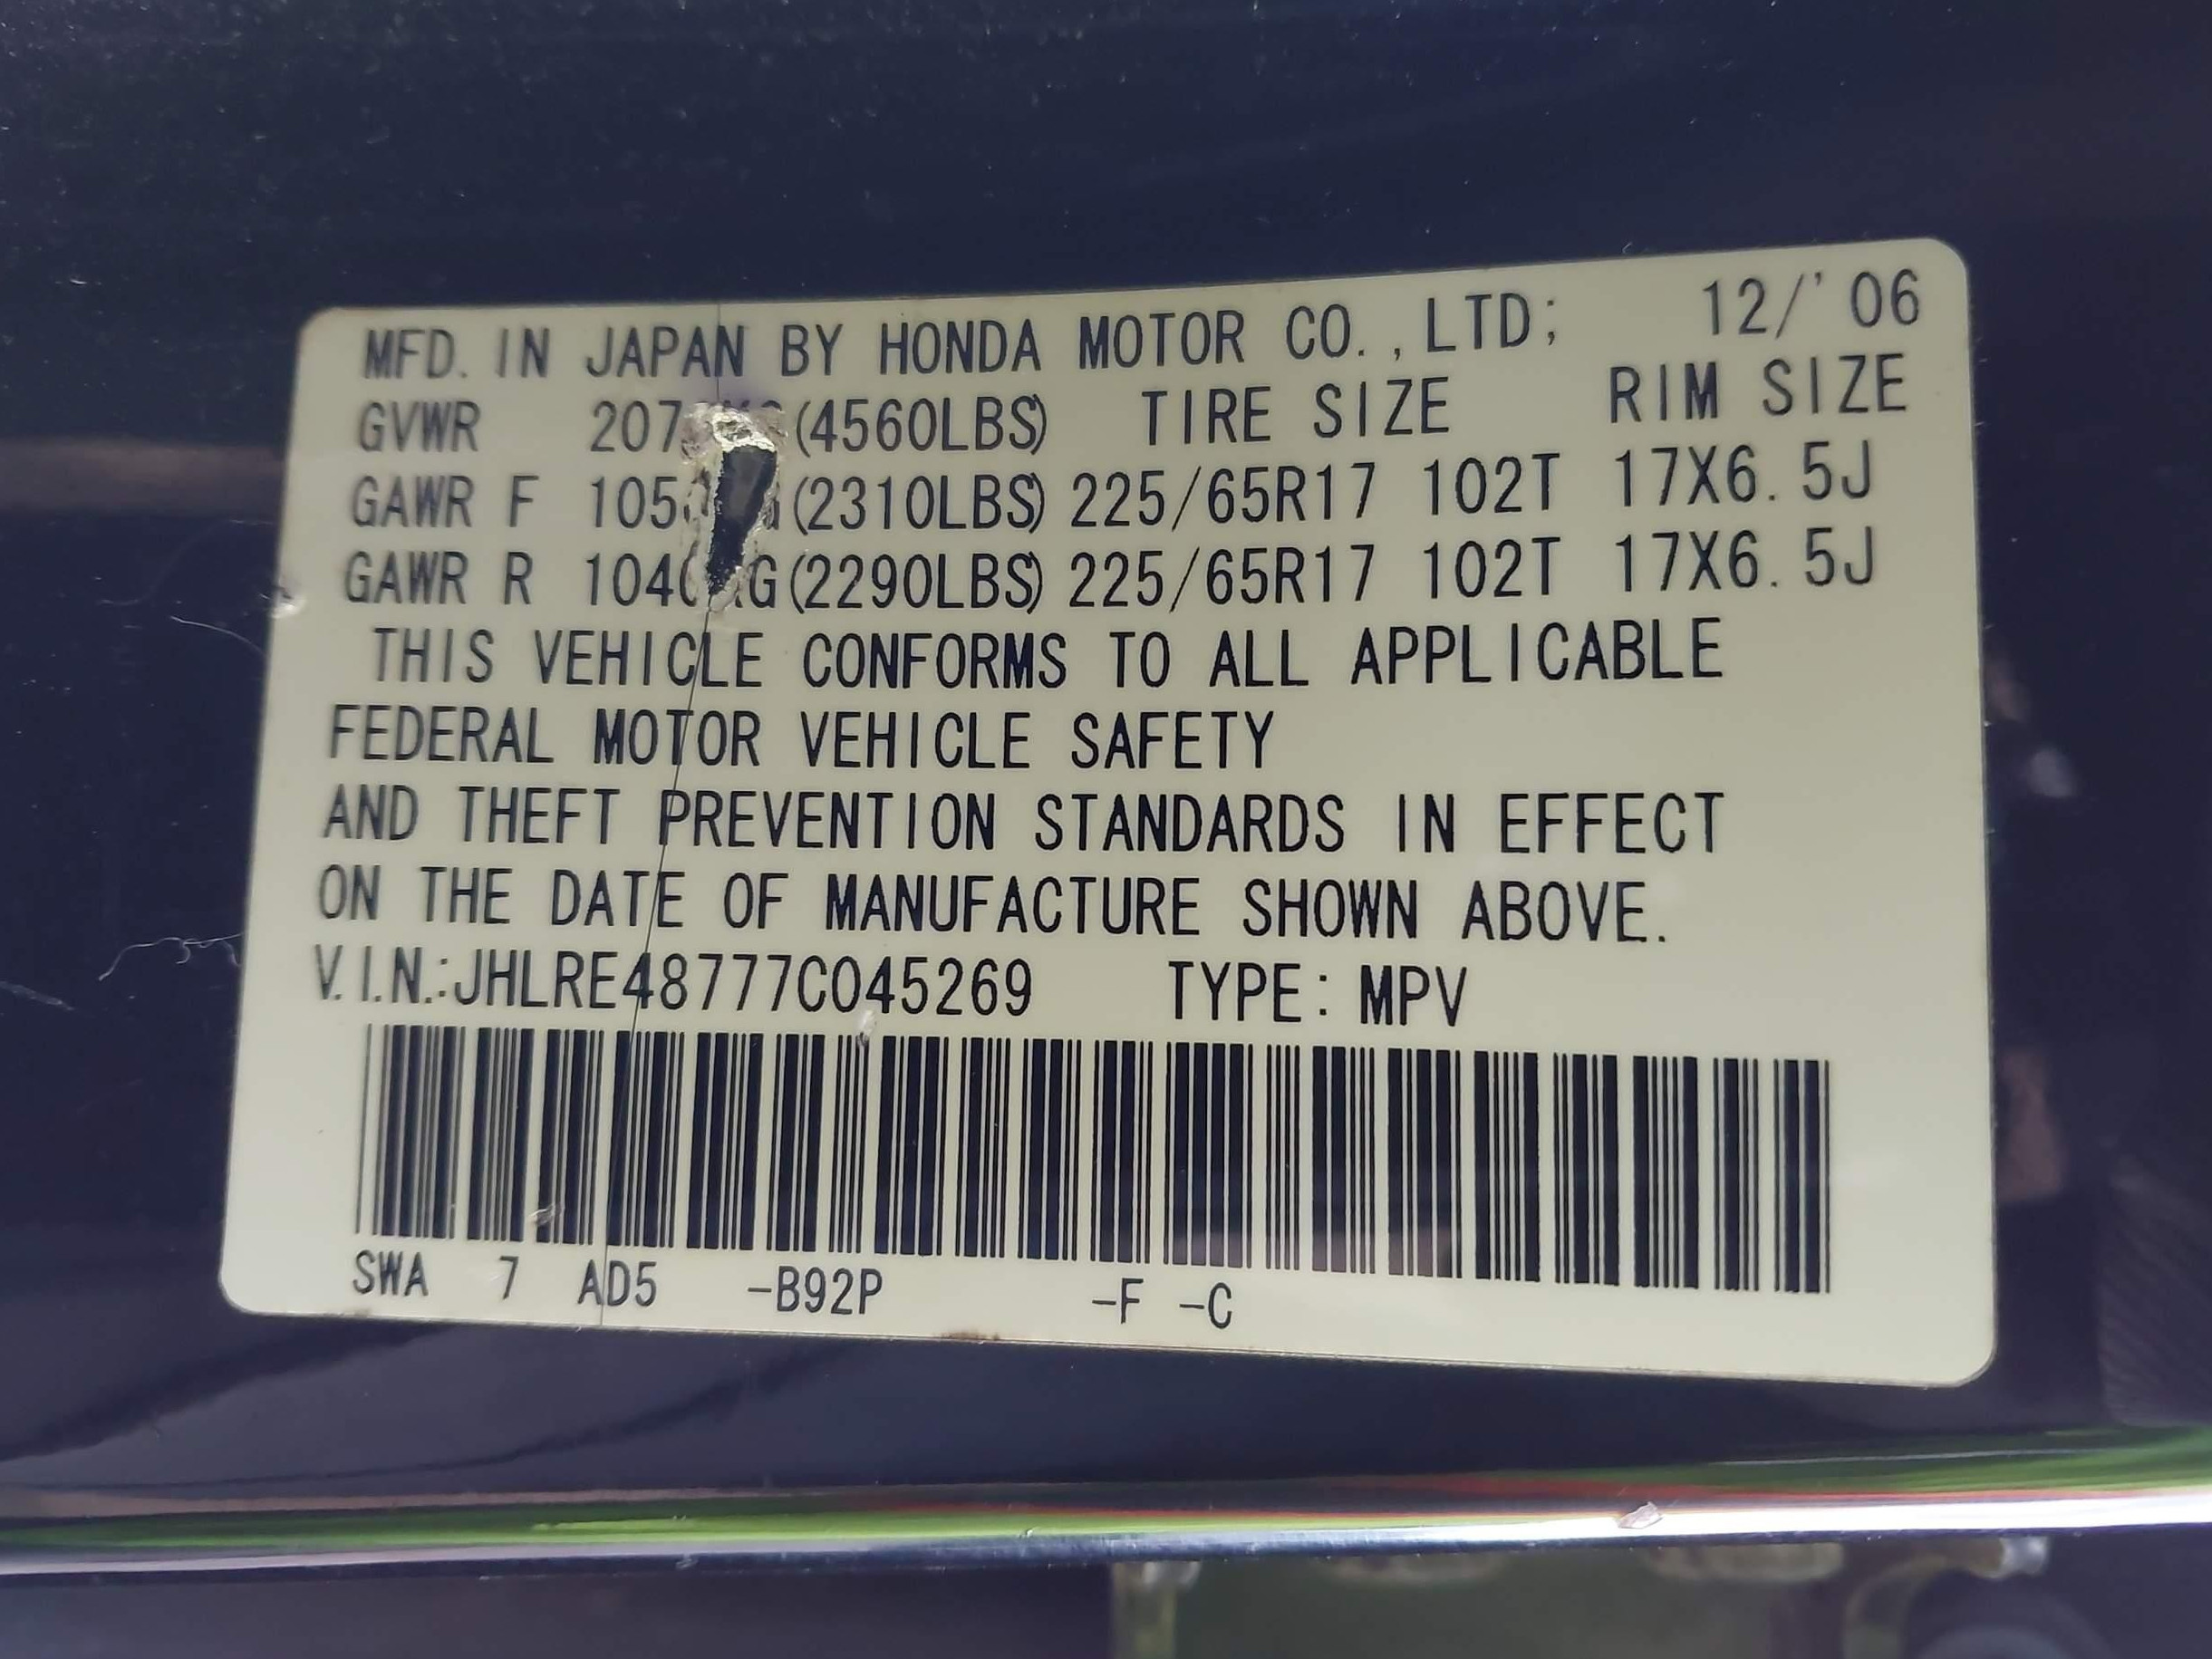 MFD. IN JAPAN BY HONDA MOTOR CO.,LTD; 12/'06
GVWR (4560LBS) TIRE SIZE RIM SIZE
GAWR F (2310LBS) 225/65R17 102T 17X6.5J
GAWR R (2290LBS) 225/65R17 102T 17X6.5J
THIS VEHICLE CONFORMS TO ALL APPLICABLE
FEDERAL MOTOR VEHICLE SAFETY
AND THEFT PREVENTION STANDARDS IN EFFECT
ON THE DATE OF MANUFACTURE SHOWN ABOVE.
V.I.N.:JHLRE48777C045269 TYPE: MPV
SWA 7 AD5 -B92P -F -C